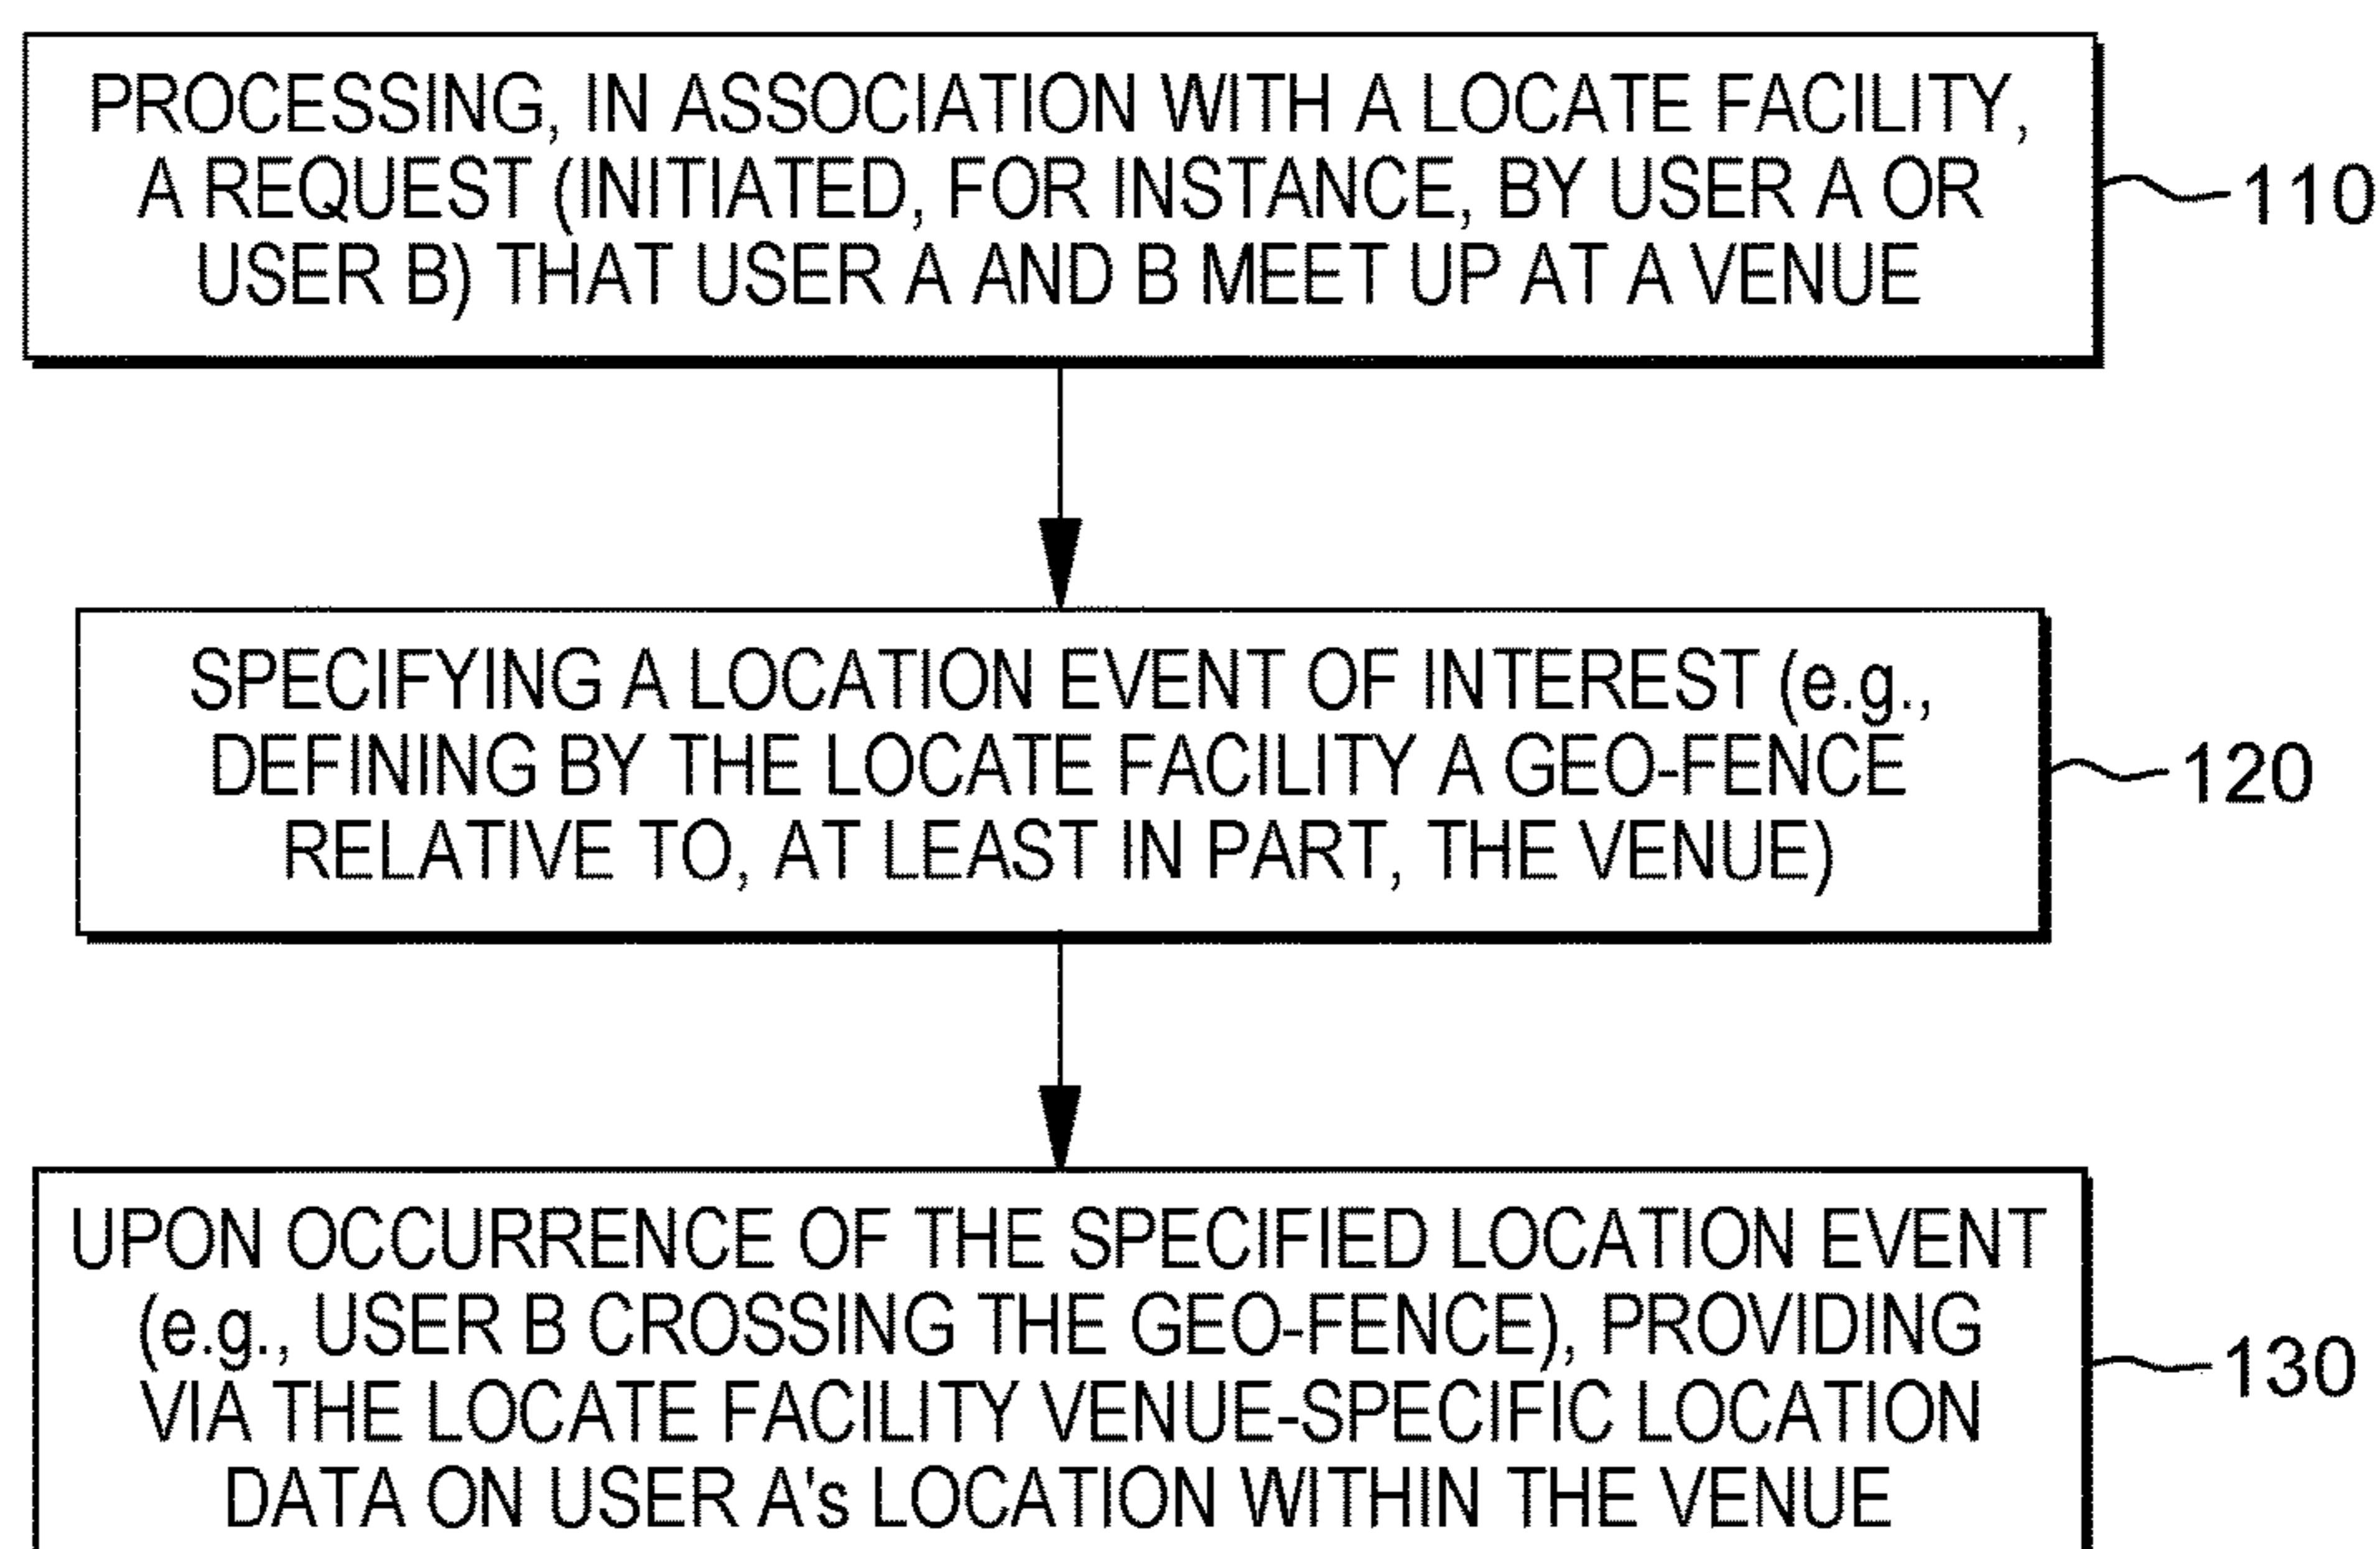 PROCESSING, IN ASSOCIATION WITH A LOCATE FACILITY,
A REQUEST (INITIATED, FOR INSTANCE, BY USER A OR
USER B) THAT USER A AND B MEET UP AT A VENUE
110
SPECIFYING A LOCATION EVENT OF INTEREST (e.g.,
DEFINING BY THE LOCATE FACILITY A GEO-FENCE
RELATIVE TO, AT LEAST IN PART, THE VENUE)
120
UPON OCCURRENCE OF THE SPECIFIED LOCATION EVENT
(e.g., USER B CROSSING THE GEO-FENCE), PROVIDING
VIA THE LOCATE FACILITY VENUE-SPECIFIC LOCATION
DATA ON USER A's LOCATION WITHIN THE VENUE
130